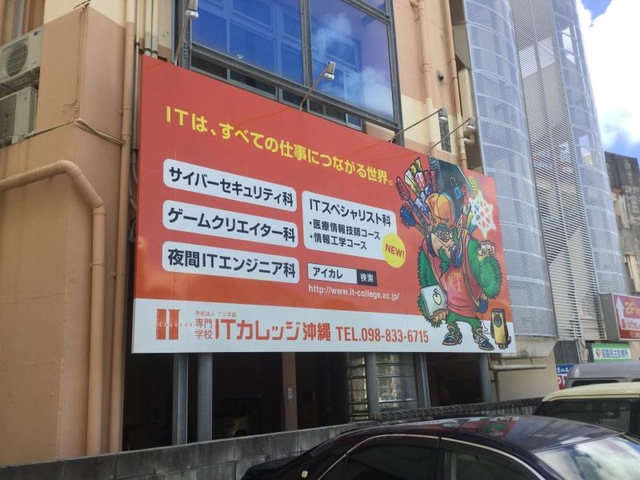 ITは、すべての仕事につながる世界。
サイバーセキュリティ科
ゲームクリエイター科
夜間ITエンジニア科
ITスペシャリスト科
・医療情報技師コース
・情報工学コース
NEW!
アイカレ 検索
http://www.it-college.ac.jp/
COLLEGE
学校法人 フジ学園
専門学校 ITカレッジ沖縄 TEL.098-833-6715